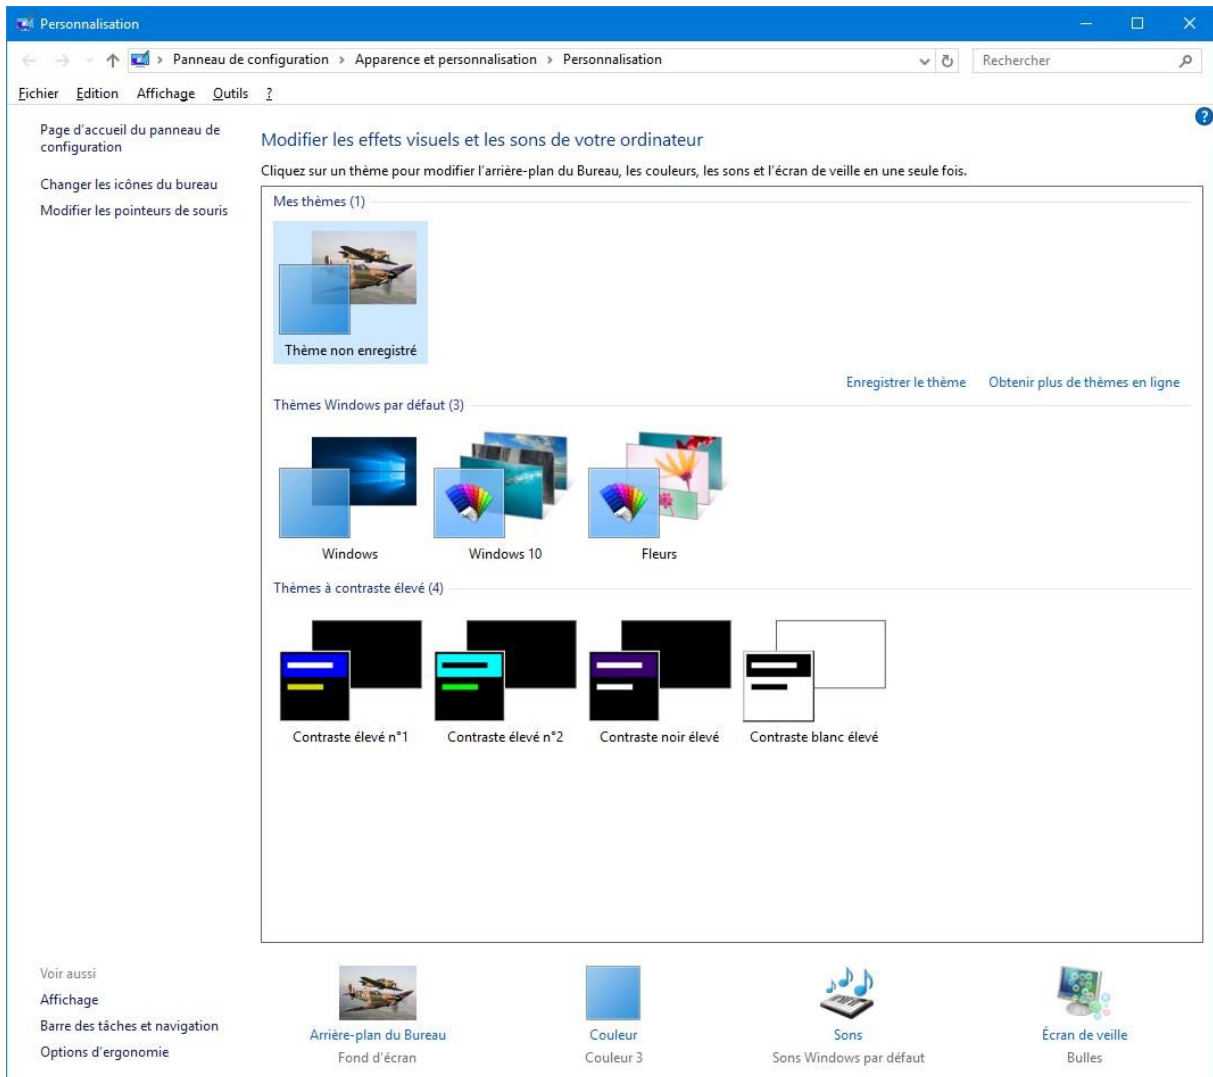 Personnalisation
Panneau de configuration > Apparence et personnalisation > Personnalisation
Rechercher
Fichier Edition Affichage Outils ?
?
Page d'accueil du panneau de
configuration
Changer les icônes du bureau
Modifier les pointeurs de souris
Modifier les effets visuels et les sons de votre ordinateur
Cliquez sur un thème pour modifier l'arrière-plan du Bureau, les couleurs, les sons et l'écran de veille en une seule fois.
Mes thèmes (1)
Thème non enregistré
Enregistrer le thème Obtenir plus de thèmes en ligne
Thèmes Windows par défaut (3)
Windows Windows 10 Fleurs
Thèmes à contraste élevé (4)
Contraste élevé n°1 Contraste élevé n°2 Contraste noir élevé Contraste blanc élevé
Voir aussi
Affichage
Barre des tâches et navigation
Options d'ergonomie
Arrière-plan du Bureau
Fond d'écran
Couleur
Couleur 3
Sons
Sons Windows par défaut
Écran de veille
Bulles